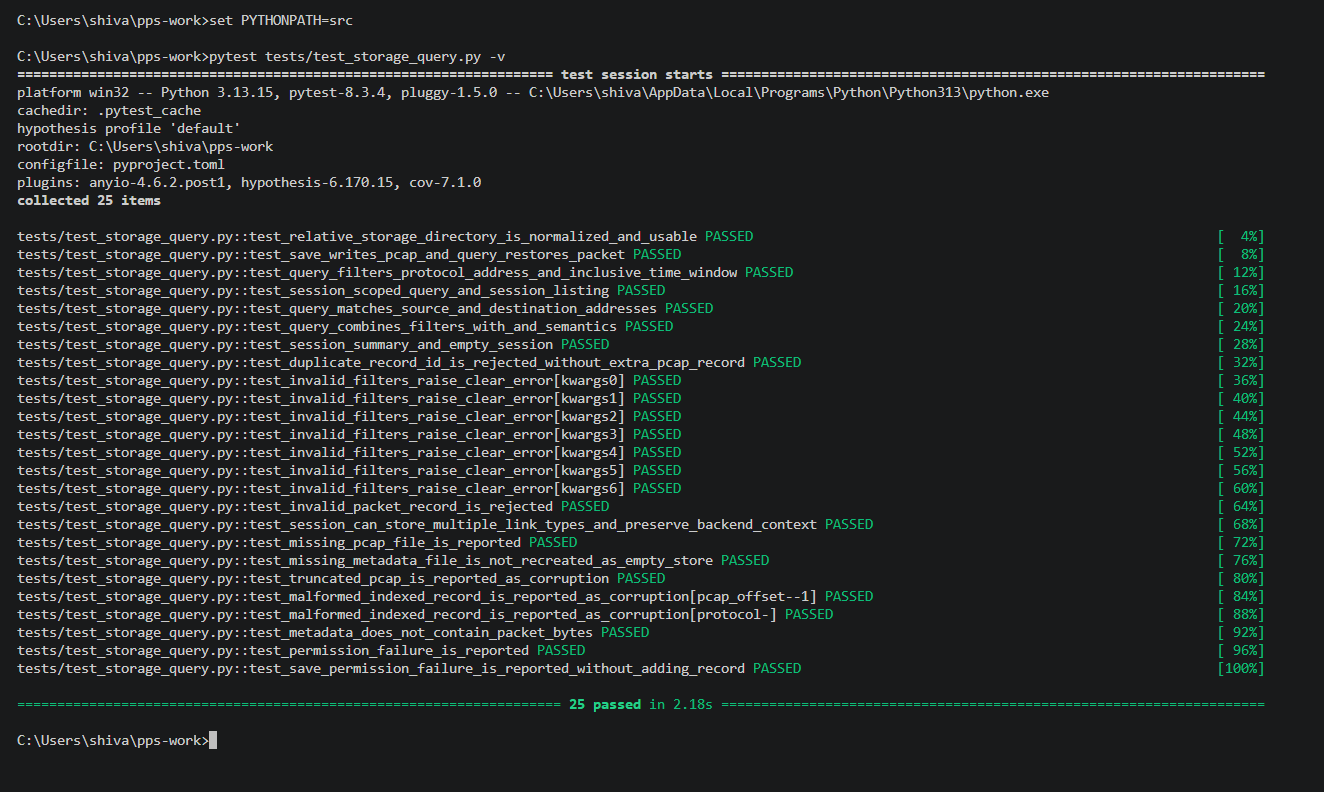 C:\Users\shiva\pps-work>set PYTHONPATH=src
C:\Users\shiva\pps-work>pytest tests/test_storage_query.py -v
=================================================================== test session starts ====================================================================
platform win32 -- Python 3.13.15, pytest-8.3.4, pluggy-1.5.0 -- C:\Users\shiva\AppData\Local\Programs\Python\Python313\python.exe
cachedir: .pytest_cache
hypothesis profile 'default'
rootdir: C:\Users\shiva\pps-work
configfile: pyproject.toml
plugins: anyio-4.6.2.post1, hypothesis-6.170.15, cov-7.1.0
collected 25 items
tests/test_storage_query.py::test_relative_storage_directory_is_normalized_and_usable PASSED [  4%]
tests/test_storage_query.py::test_save_writes_pcap_and_query_restores_packet PASSED [  8%]
tests/test_storage_query.py::test_query_filters_protocol_address_and_inclusive_time_window PASSED [ 12%]
tests/test_storage_query.py::test_session_scoped_query_and_session_listing PASSED [ 16%]
tests/test_storage_query.py::test_query_matches_source_and_destination_addresses PASSED [ 20%]
tests/test_storage_query.py::test_query_combines_filters_with_and_semantics PASSED [ 24%]
tests/test_storage_query.py::test_session_summary_and_empty_session PASSED [ 28%]
tests/test_storage_query.py::test_duplicate_record_id_is_rejected_without_extra_pcap_record PASSED [ 32%]
tests/test_storage_query.py::test_invalid_filters_raise_clear_error[kwargs0] PASSED [ 36%]
tests/test_storage_query.py::test_invalid_filters_raise_clear_error[kwargs1] PASSED [ 40%]
tests/test_storage_query.py::test_invalid_filters_raise_clear_error[kwargs2] PASSED [ 44%]
tests/test_storage_query.py::test_invalid_filters_raise_clear_error[kwargs3] PASSED [ 48%]
tests/test_storage_query.py::test_invalid_filters_raise_clear_error[kwargs4] PASSED [ 52%]
tests/test_storage_query.py::test_invalid_filters_raise_clear_error[kwargs5] PASSED [ 56%]
tests/test_storage_query.py::test_invalid_filters_raise_clear_error[kwargs6] PASSED [ 60%]
tests/test_storage_query.py::test_invalid_packet_record_is_rejected PASSED [ 64%]
tests/test_storage_query.py::test_session_can_store_multiple_link_types_and_preserve_backend_context PASSED [ 68%]
tests/test_storage_query.py::test_missing_pcap_file_is_reported PASSED [ 72%]
tests/test_storage_query.py::test_missing_metadata_file_is_not_recreated_as_empty_store PASSED [ 76%]
tests/test_storage_query.py::test_truncated_pcap_is_reported_as_corruption PASSED [ 80%]
tests/test_storage_query.py::test_malformed_indexed_record_is_reported_as_corruption[pcap_offset--1] PASSED [ 84%]
tests/test_storage_query.py::test_malformed_indexed_record_is_reported_as_corruption[protocol-] PASSED [ 88%]
tests/test_storage_query.py::test_metadata_does_not_contain_packet_bytes PASSED [ 92%]
tests/test_storage_query.py::test_permission_failure_is_reported PASSED [ 96%]
tests/test_storage_query.py::test_save_permission_failure_is_reported_without_adding_record PASSED [100%]
==================================================================== 25 passed in 2.18s ====================================================================
C:\Users\shiva\pps-work>